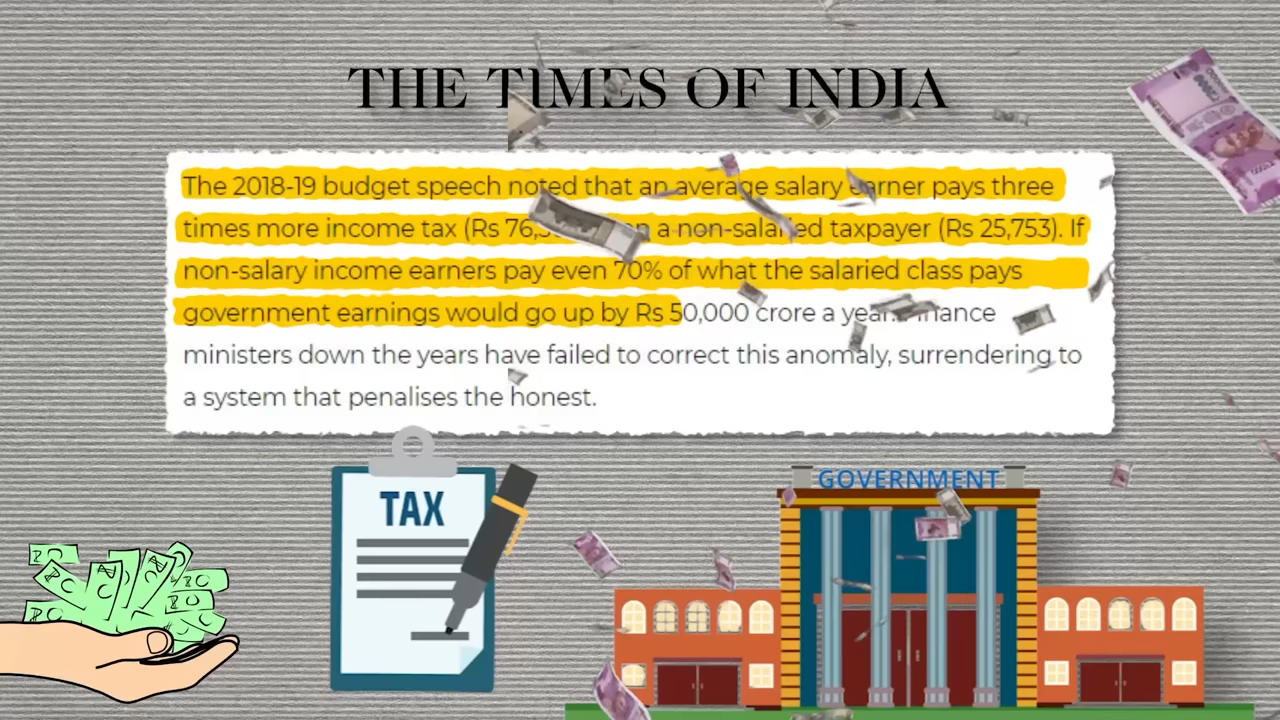 THE TIMES OF INDIA
The 2018-19 budget speech noted that an average salary earner pays three
times more income tax (Rs 76, a non-salaried taxpayer (Rs 25,753). If
non-salary income earners pay even 70% of what the salaried class pays
government earnings would go up by Rs 50,000 crore a year. Finance
ministers down the years have failed to correct this anomaly, surrendering to
a system that penalises the honest.
TAX
GOVERNMENT